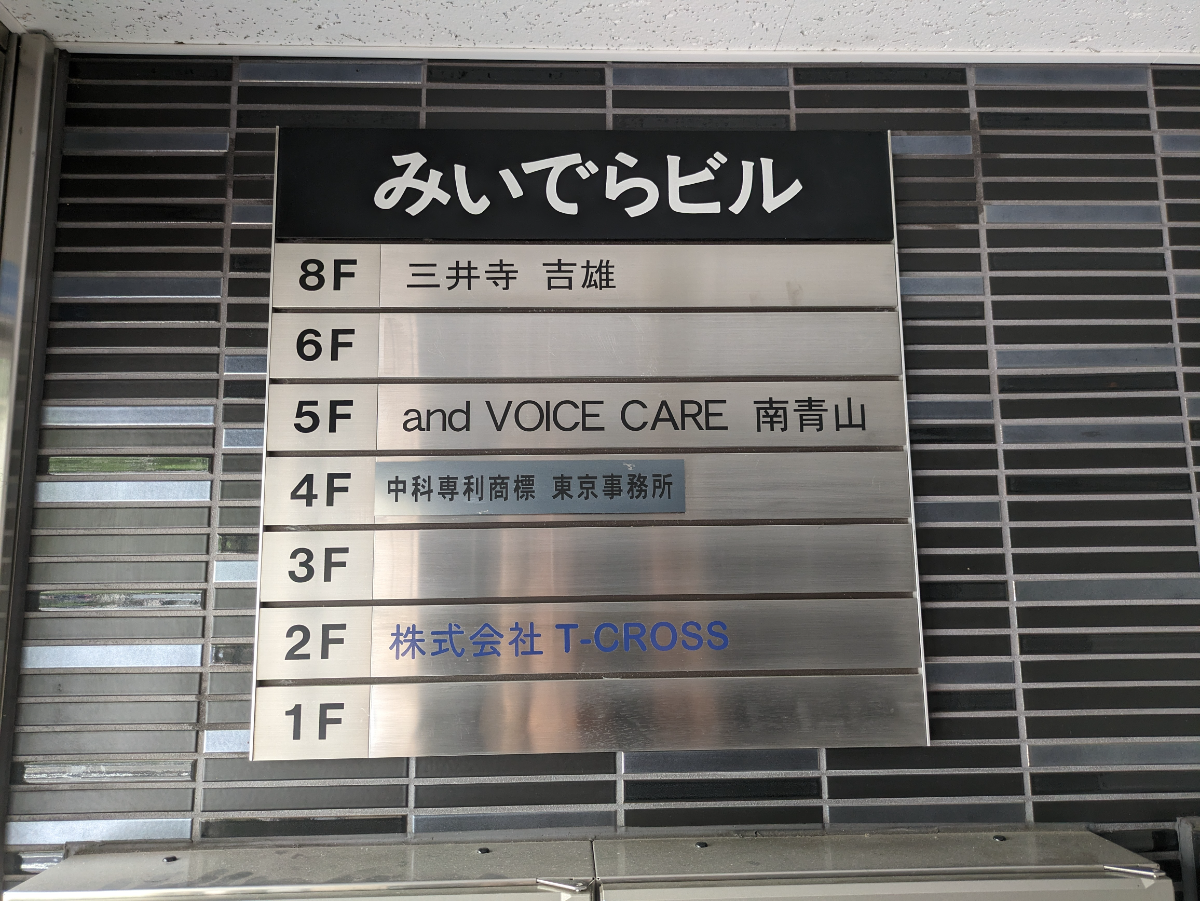 みいでらビル
8F 三井寺 吉雄
6F
5F and VOICE CARE 南青山
4F 中科専利商標 東京事務所
3F
2F 株式会社 T-CROSS
1F